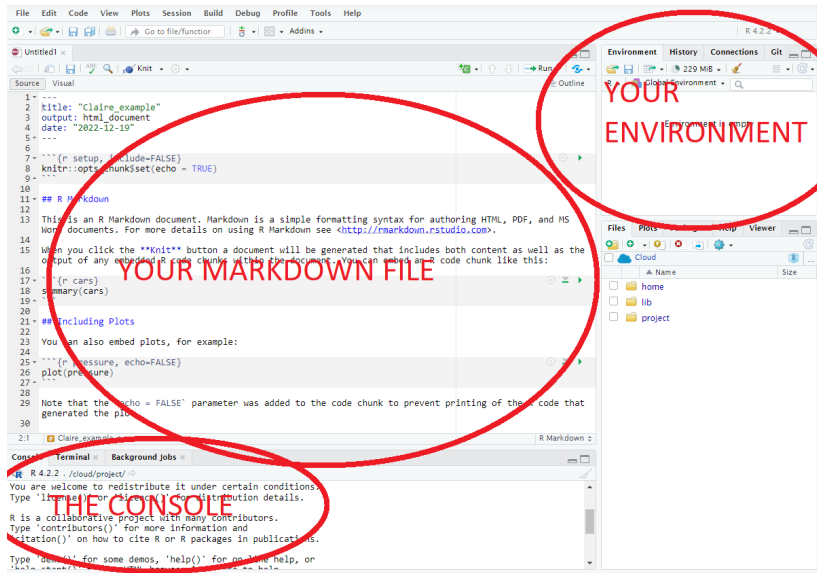 File Edit Code View Plots Session Build Debug Profile Tools Help
Go to file/function Addins
R 4.2.2
Untitled1
Knit Run
Source Visual Outline
1 ---
2 title: "Claire_example"
3 output: html_document
4 date: "2022-12-19"
5 ---
6
7 ```{r setup, include=FALSE}
8 knitr::opts_chunk$set(echo = TRUE)
9 ```
10
11 ## R Markdown
12
13 This is an R Markdown document. Markdown is a simple formatting syntax for authoring HTML, PDF, and MS
Word documents. For more details on using R Markdown see <http://rmarkdown.rstudio.com>.
14
15 When you click the **Knit** button a document will be generated that includes both content as well as the
output of any embedded R code chunks within the document. You can embed an R code chunk like this:
16
17 ```{r cars}
18 summary(cars)
19 ```
20
21 ## Including Plots
22
23 You can also embed plots, for example:
24
25 ```{r pressure, echo=FALSE}
26 plot(pressure)
27 ```
28
29 Note that the `echo = FALSE` parameter was added to the code chunk to prevent printing of the R code that
generated the plot.
30
2:1 Claire_example R Markdown
YOUR MARKDOWN FILE
Console Terminal Background Jobs
R 4.2.2 . /cloud/project/
You are welcome to redistribute it under certain conditions.
Type 'license()' or 'licence()' for distribution details.
R is a collaborative project with many contributors.
Type 'contributors()' for more information and
'citation()' on how to cite R or R packages in publications.
Type 'demo()' for some demos, 'help()' for on-line help, or
THE CONSOLE
Environment History Connections Git
229 MiB
R Global Environment
Environment is empty
YOUR
ENVIRONMENT
Files Plots Packages Help Viewer
Cloud
Name Size
home
lib
project